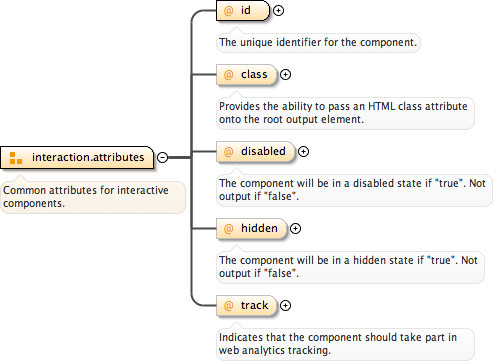 @ id
The unique identifier for the component.
@ class
Provides the ability to pass an HTML class attribute
onto the root output element.
interaction.attributes
Common attributes for interactive
components.
@ disabled
The component will be in a disabled state if "true". Not
output if "false".
@ hidden
The component will be in a hidden state if "true". Not
output if "false".
@ track
Indicates that the component should take part in
web analytics tracking.